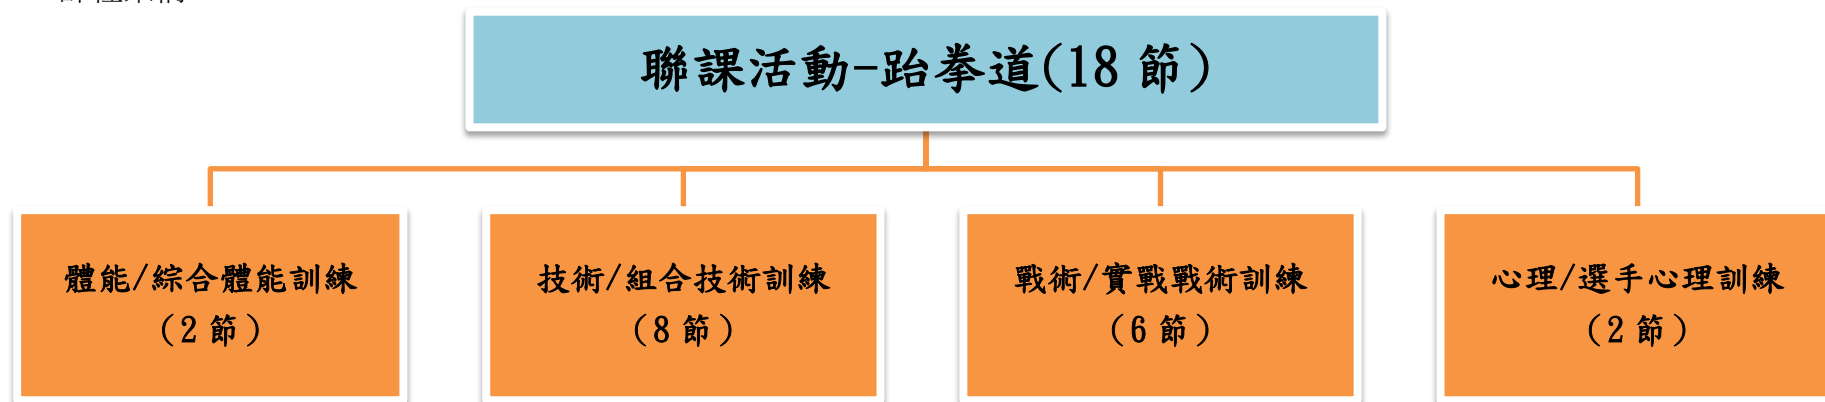 聯課活動-跆拳道(18 節)
體能/綜合體能訓練
(2 節)
技術/組合技術訓練
(8 節)
戰術/實戰戰術訓練
(6 節)
心理/選手心理訓練
(2 節)